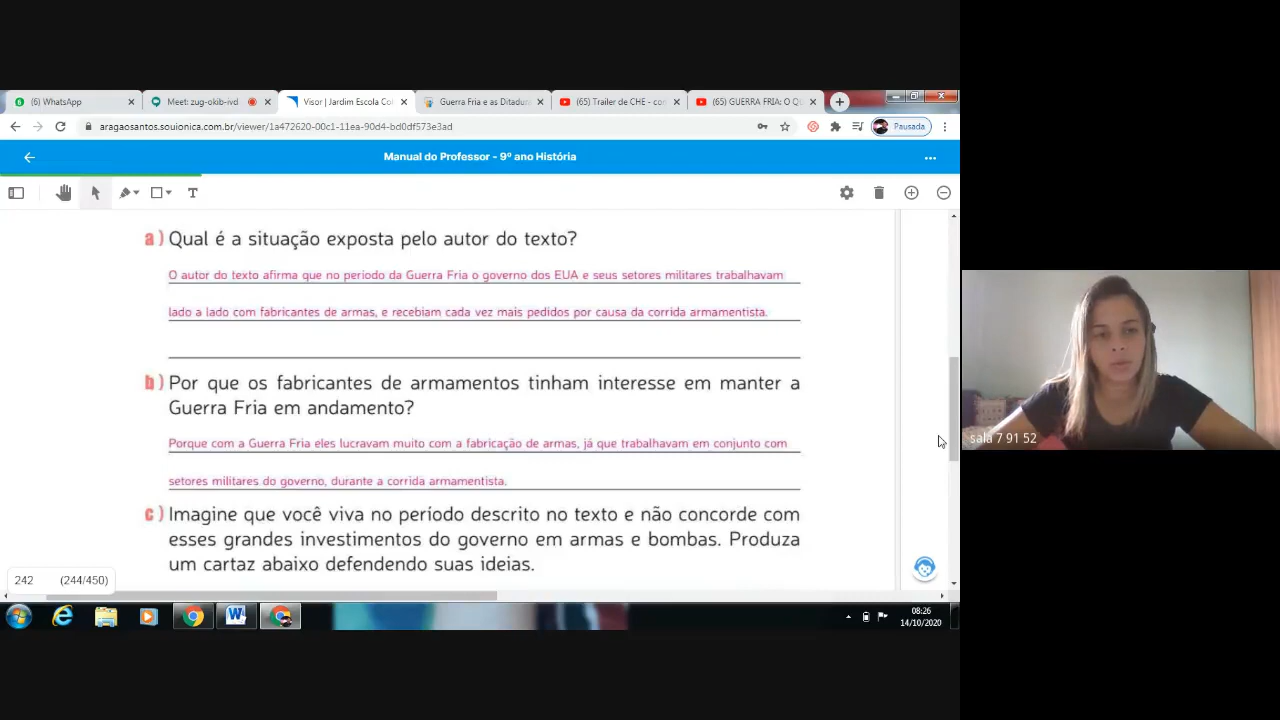 (6) WhatsApp
Meet: zug-okib-ivd
Visor | Jardim Escola Col
Guerra Fria e as Ditadura
(65) Trailer de CHE - con
(65) GUERRA FRIA: O QU
aragaosantos.souionica.com.br/viewer/1a472620-00c1-11ea-90d4-bd0df573e3ad
Pausada
Manual do Professor - 9º ano História
T
a) Qual é a situação exposta pelo autor do texto?
O autor do texto afirma que no período da Guerra Fria o governo dos EUA e seus setores militares trabalhavam
lado a lado com fabricantes de armas, e recebiam cada vez mais pedidos por causa da corrida armamentista.
b) Por que os fabricantes de armamentos tinham interesse em manter a
Guerra Fria em andamento?
Porque com a Guerra Fria eles lucravam muito com a fabricação de armas, já que trabalhavam em conjunto com
setores militares do governo, durante a corrida armamentista.
c) Imagine que você viva no período descrito no texto e não concorde com
esses grandes investimentos do governo em armas e bombas. Produza
um cartaz abaixo defendendo suas ideias.
242 (244/450)
08:26
14/10/2020
sala 7 91 52